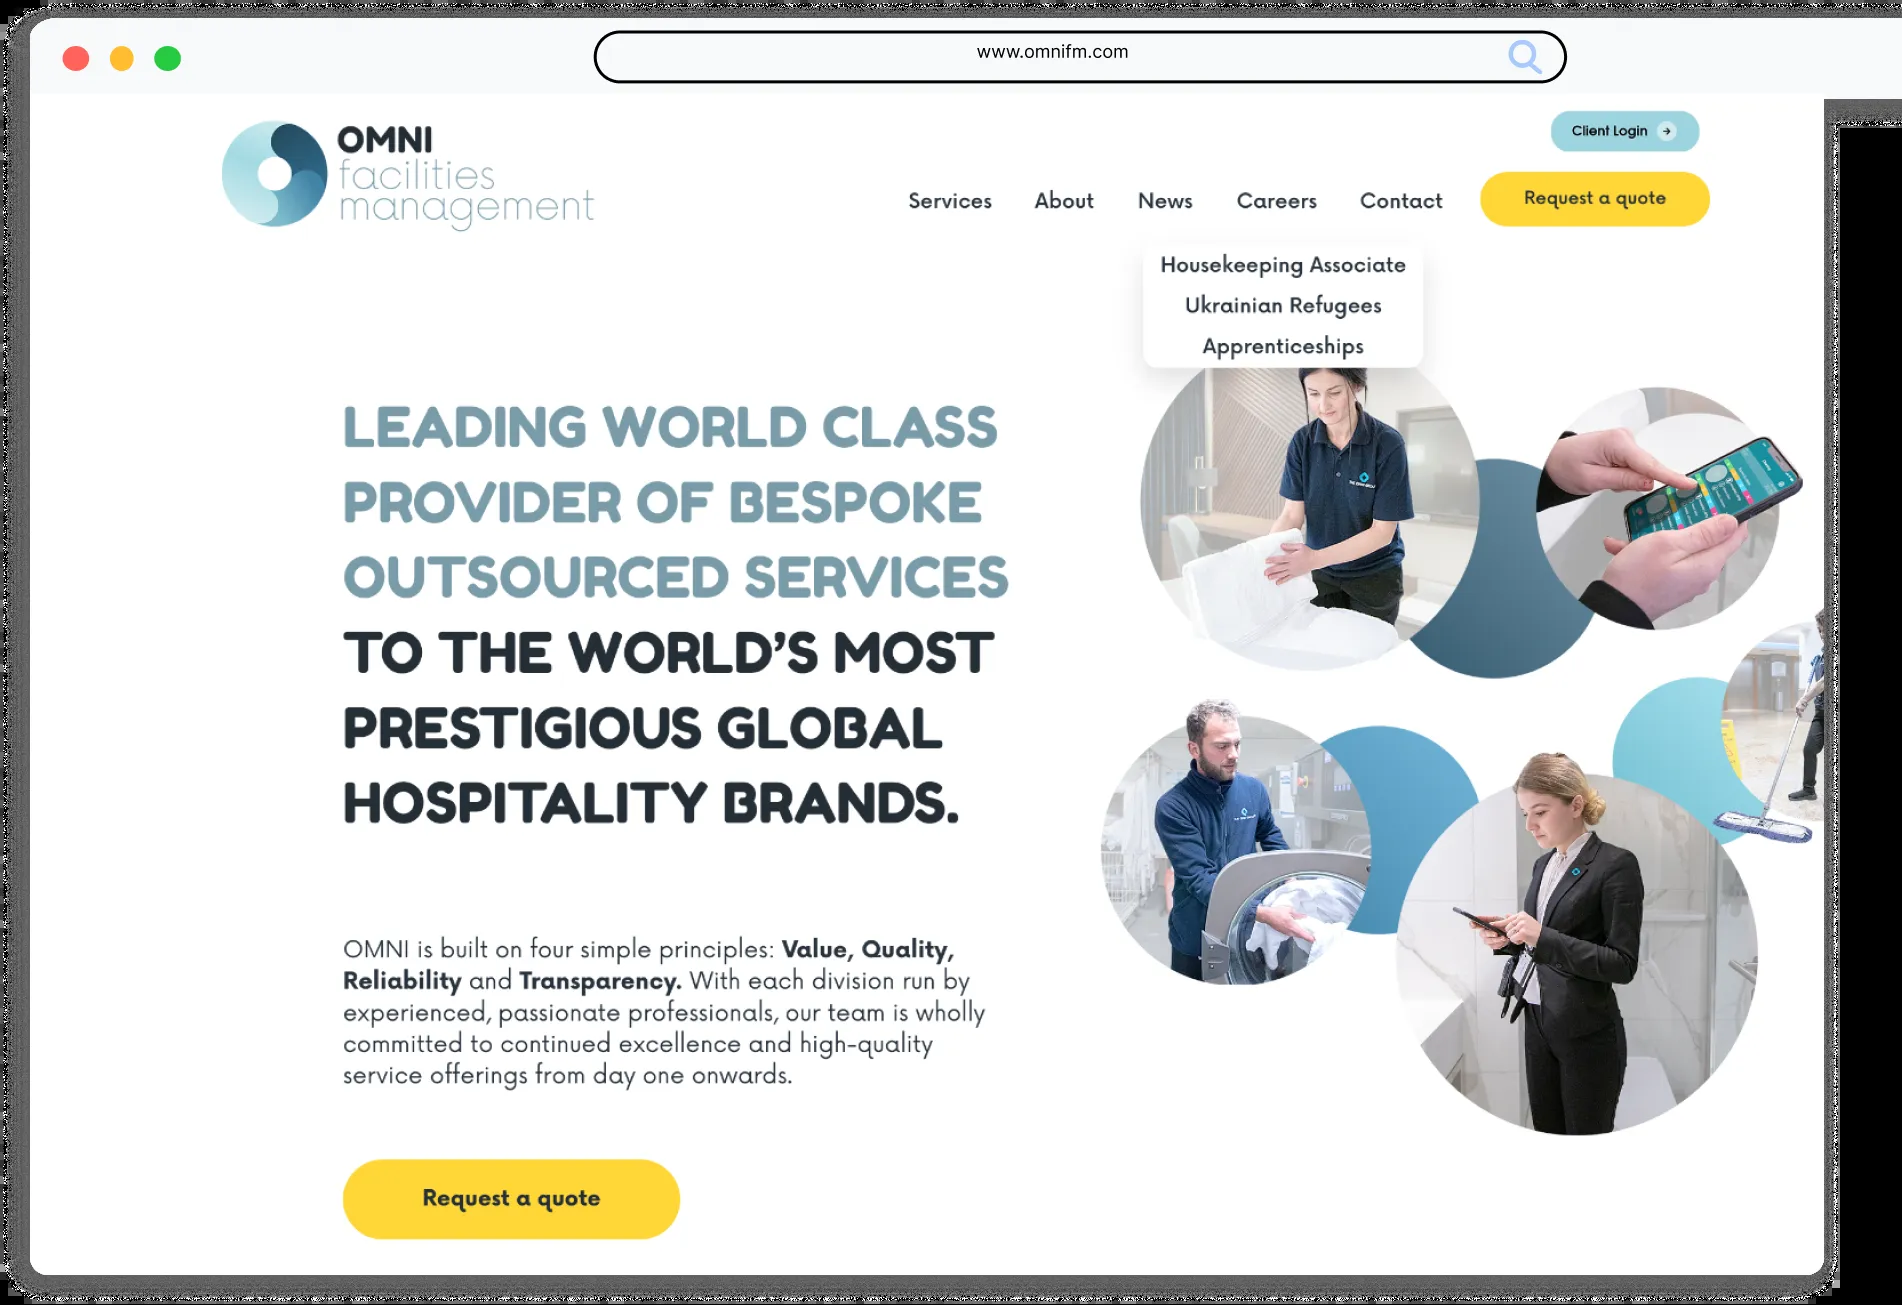 www.omnifm.com
Client Login
OMNI
facilities
management
Services About News Careers Contact Request a quote
Housekeeping Associate
Ukrainian Refugees
Apprenticeships
LEADING WORLD CLASS
PROVIDER OF BESPOKE
OUTSOURCED SERVICES
TO THE WORLD’S MOST
PRESTIGIOUS GLOBAL
HOSPITALITY BRANDS.
OMNI is built on four simple principles: Value, Quality,
Reliability and Transparency. With each division run by
experienced, passionate professionals, our team is wholly
committed to continued excellence and high-quality
service offerings from day one onwards.
Request a quote